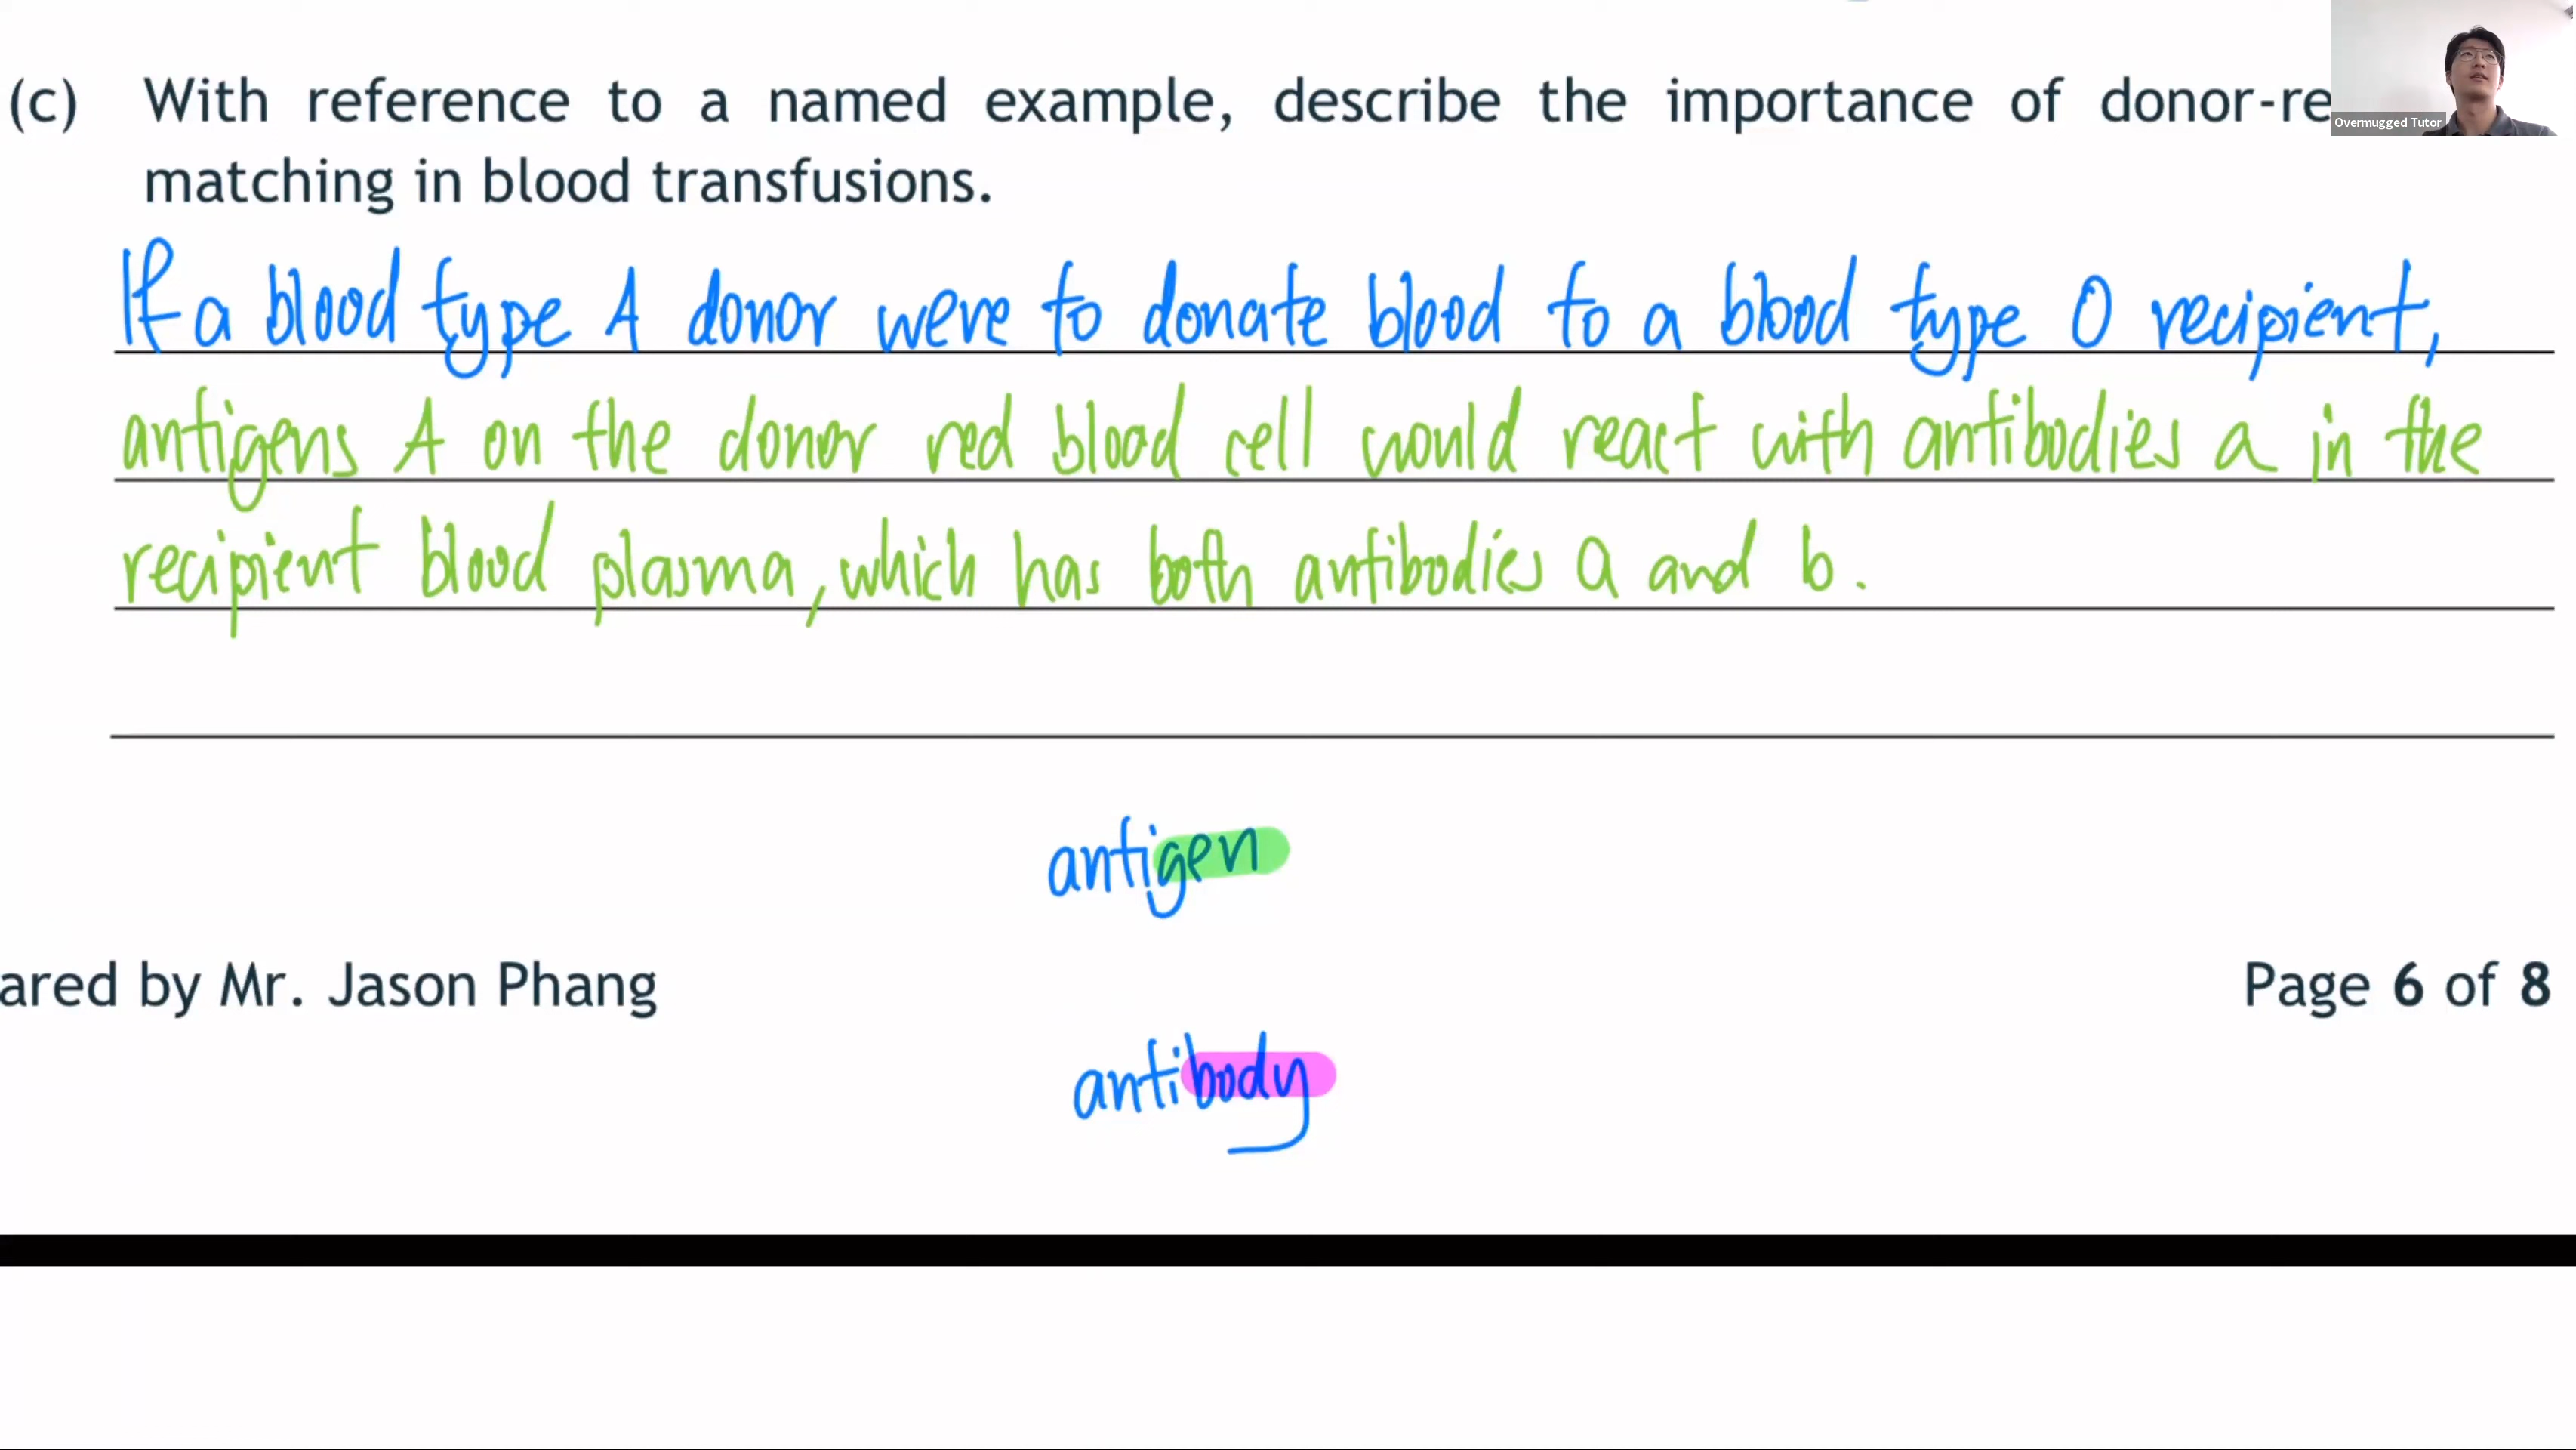 (c) With reference to a named example, describe the importance of donor-re
Overmugged Tutor
matching in blood transfusions.
If a blood type A donor were to donate blood to a blood type O recipient,
antigens A on the donor red blood cell would react with antibodies a in the
recipient blood plasma, which has both antibodies a and b.
antigen
ared by Mr. Jason Phang
Page 6 of 8
antibody